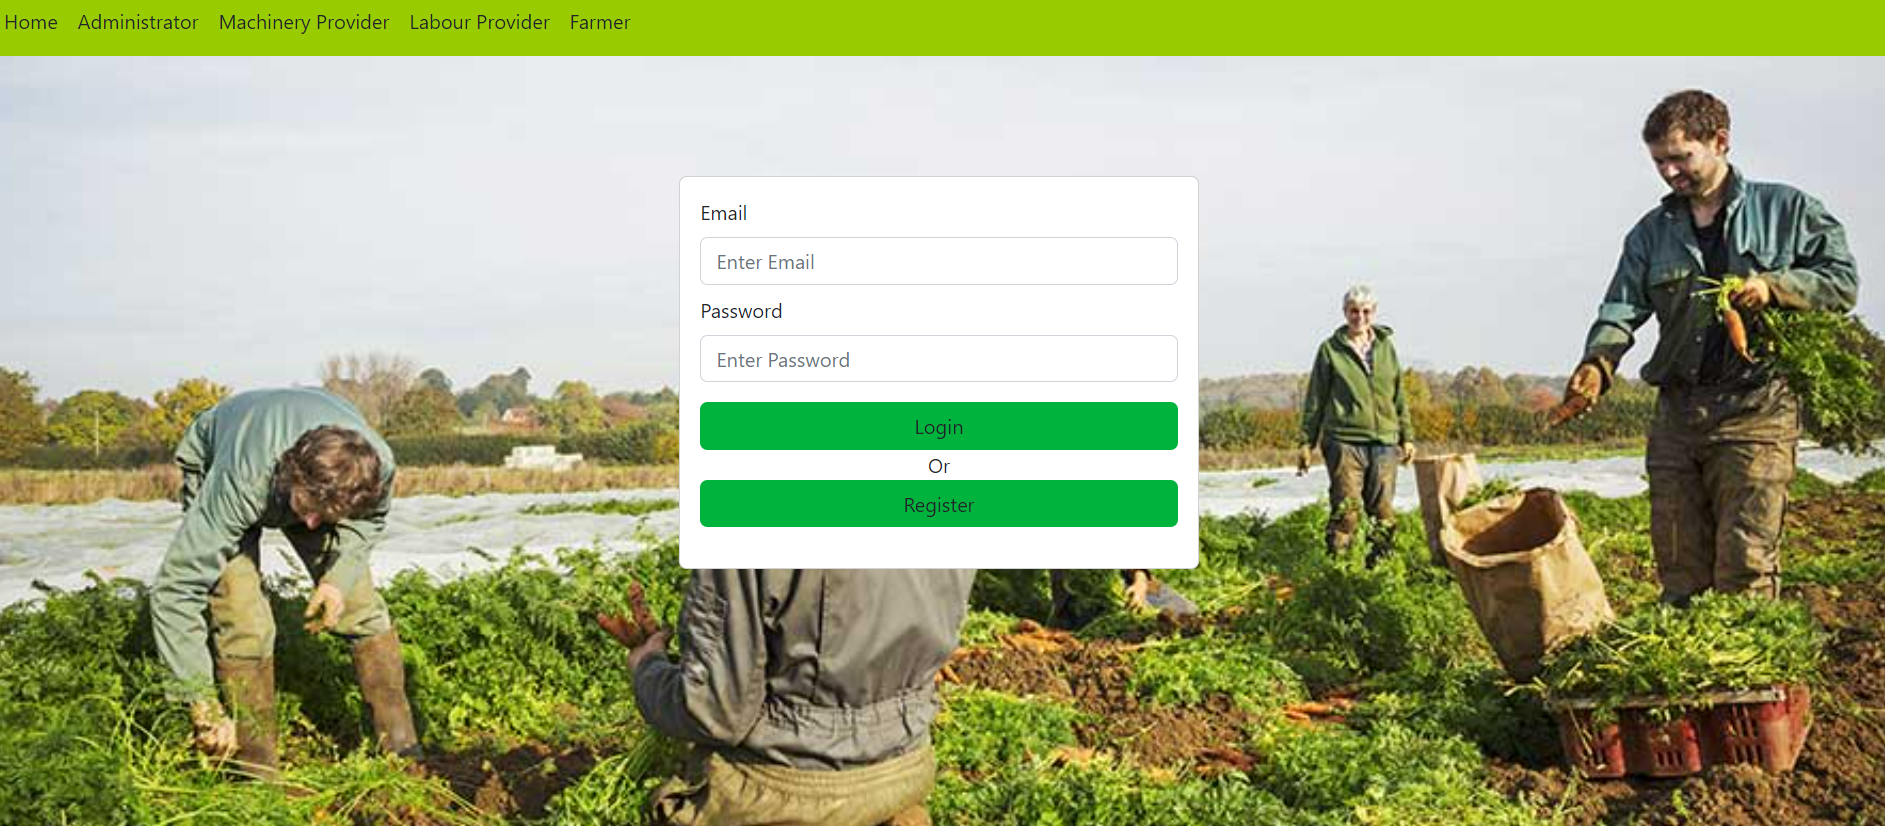 Home Administrator Machinery Provider Labour Provider Farmer
Email
Enter Email
Password
Enter Password
Login
Or
Register